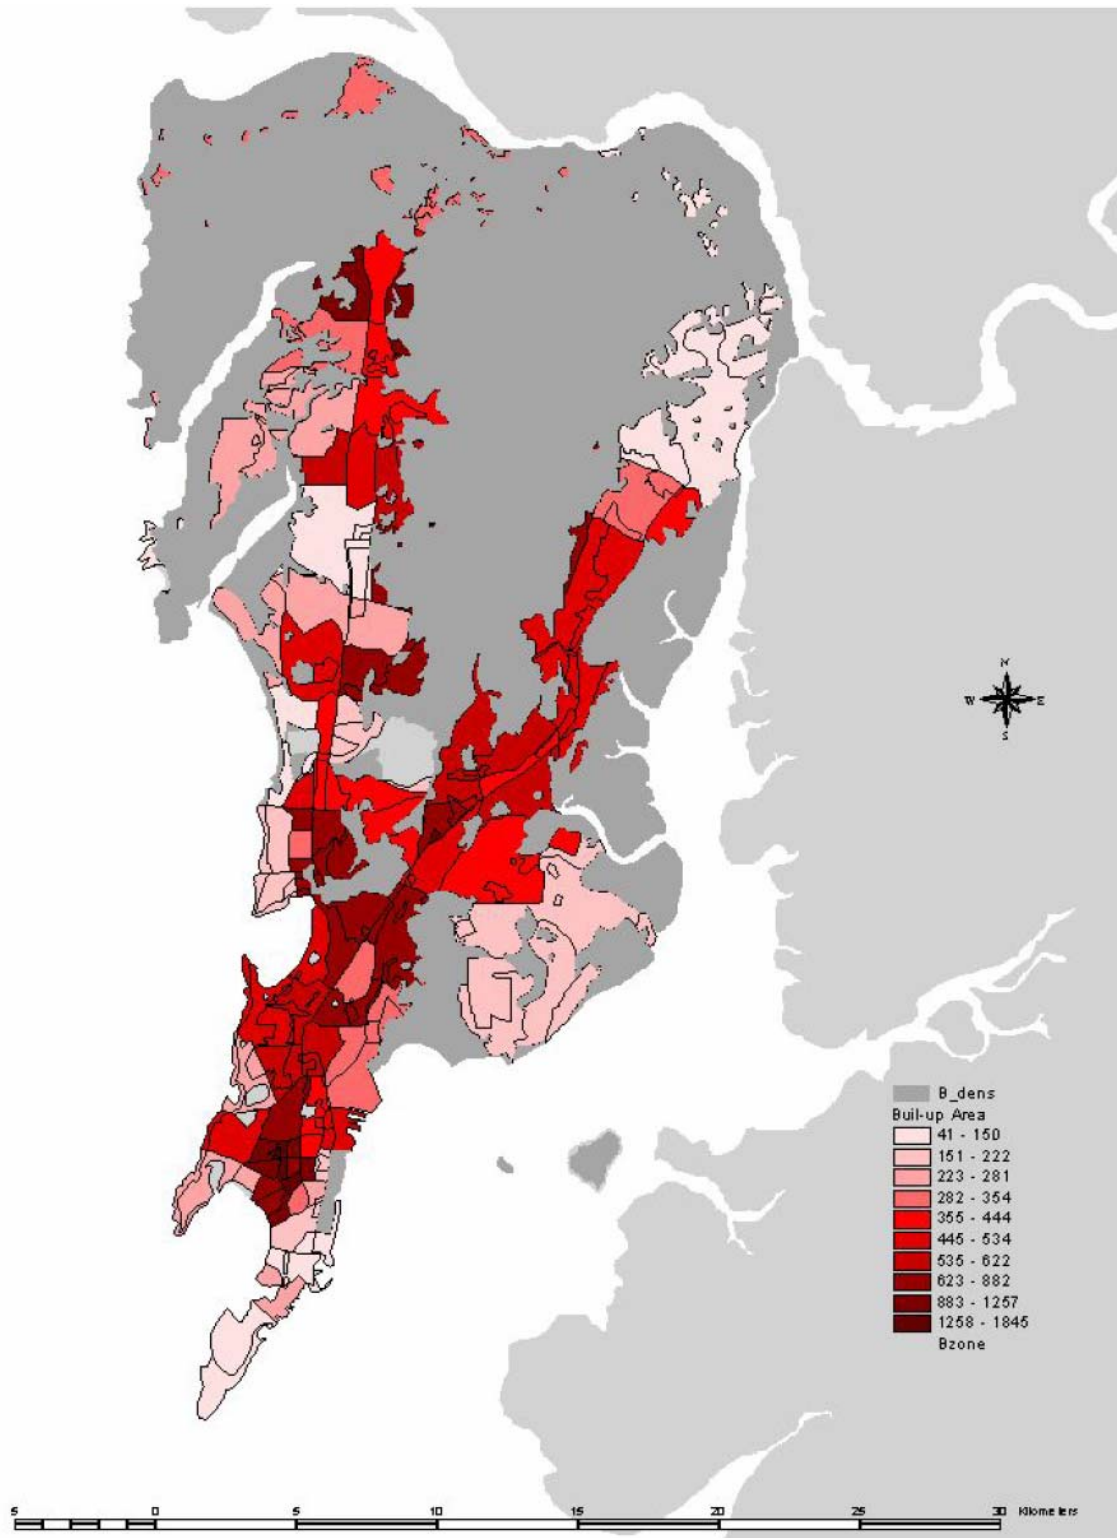 N
W E
S
B_dens
Buil-up Area
41 - 150
151 - 222
223 - 281
282 - 354
355 - 444
445 - 534
535 - 622
623 - 882
883 - 1257
1258 - 1845
Bzone
5 0 5 10 15 20 25 30 Kilometers